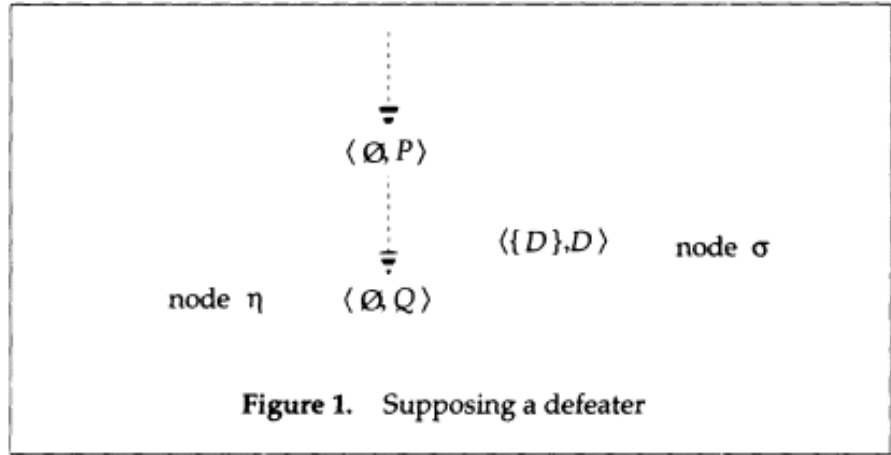 ⟨ Ø, P ⟩
⟨{ D },D ⟩ node σ
node η ⟨ Ø, Q ⟩
Figure 1. Supposing a defeater